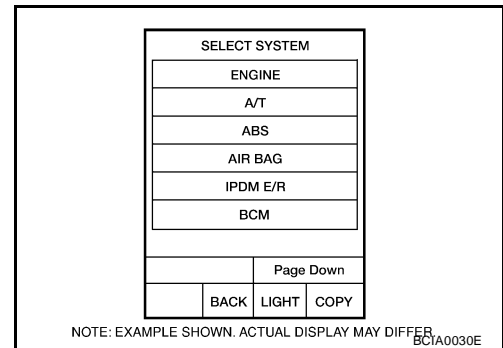 SELECT SYSTEM
ENGINE
A/T
ABS
AIR BAG
IPDM E/R
BCM
Page Down
BACK LIGHT COPY
NOTE: EXAMPLE SHOWN. ACTUAL DISPLAY MAY DIFFER.
BCIA0030E